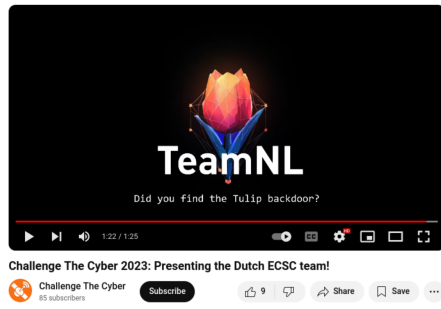 TeamNL
Did you find the Tulip backdoor?
1:22 / 1:25
CC
HD
Challenge The Cyber 2023: Presenting the Dutch ECSC team!
Challenge The Cyber
85 subscribers
Subscribe
9
Share
Save